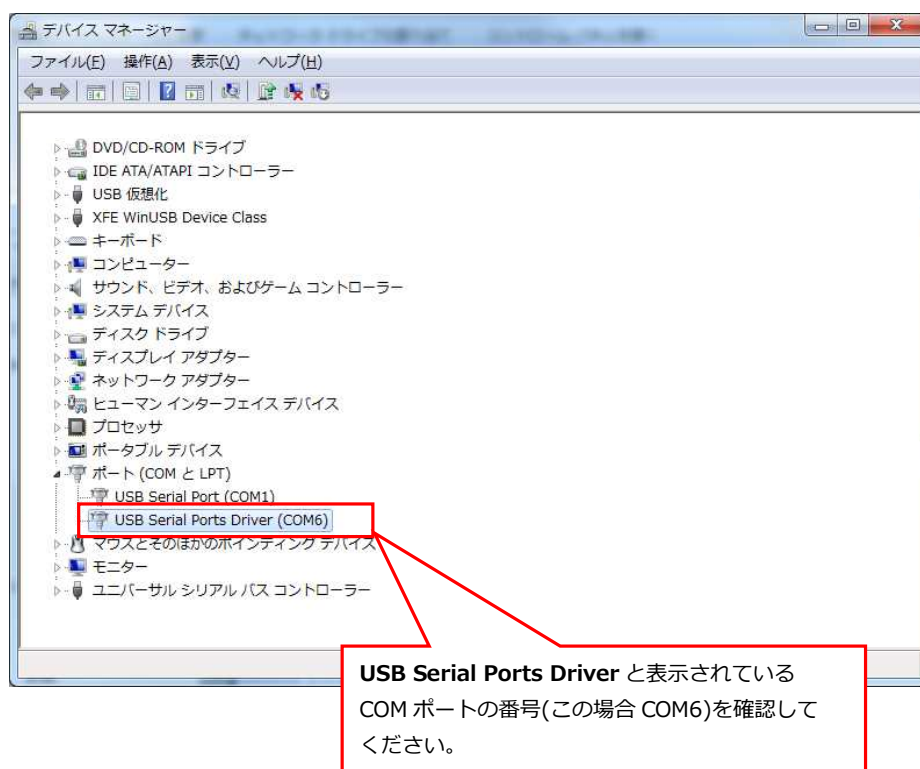 デバイス マネージャー
ファイル(F) 操作(A) 表示(V) ヘルプ(H)
DVD/CD-ROM ドライブ
IDE ATA/ATAPI コントローラー
USB 仮想化
XFE WinUSB Device Class
キーボード
コンピューター
サウンド、ビデオ、およびゲーム コントローラー
システム デバイス
ディスク ドライブ
ディスプレイ アダプター
ネットワーク アダプター
ヒューマン インターフェイス デバイス
プロセッサ
ポータブル デバイス
ポート (COM と LPT)
USB Serial Port (COM1)
USB Serial Ports Driver (COM6)
マウスとそのほかのポインティング デバイス
モニター
ユニバーサル シリアル バス コントローラー
USB Serial Ports Driver と表示されている
COM ポートの番号(この場合 COM6)を確認して
ください。